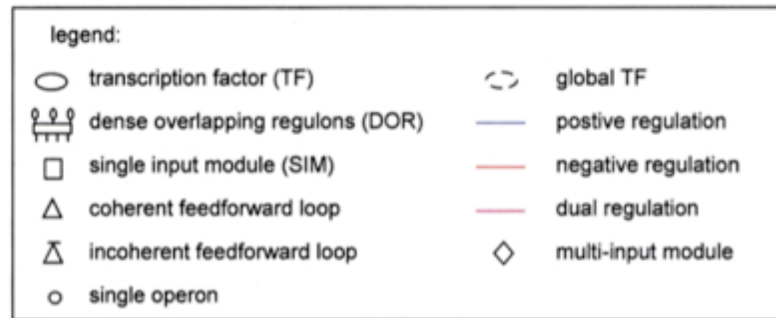 legend:
transcription factor (TF)
dense overlapping regulons (DOR)
single input module (SIM)
coherent feedforward loop
incoherent feedforward loop
single operon
global TF
postive regulation
negative regulation
dual regulation
multi-input module